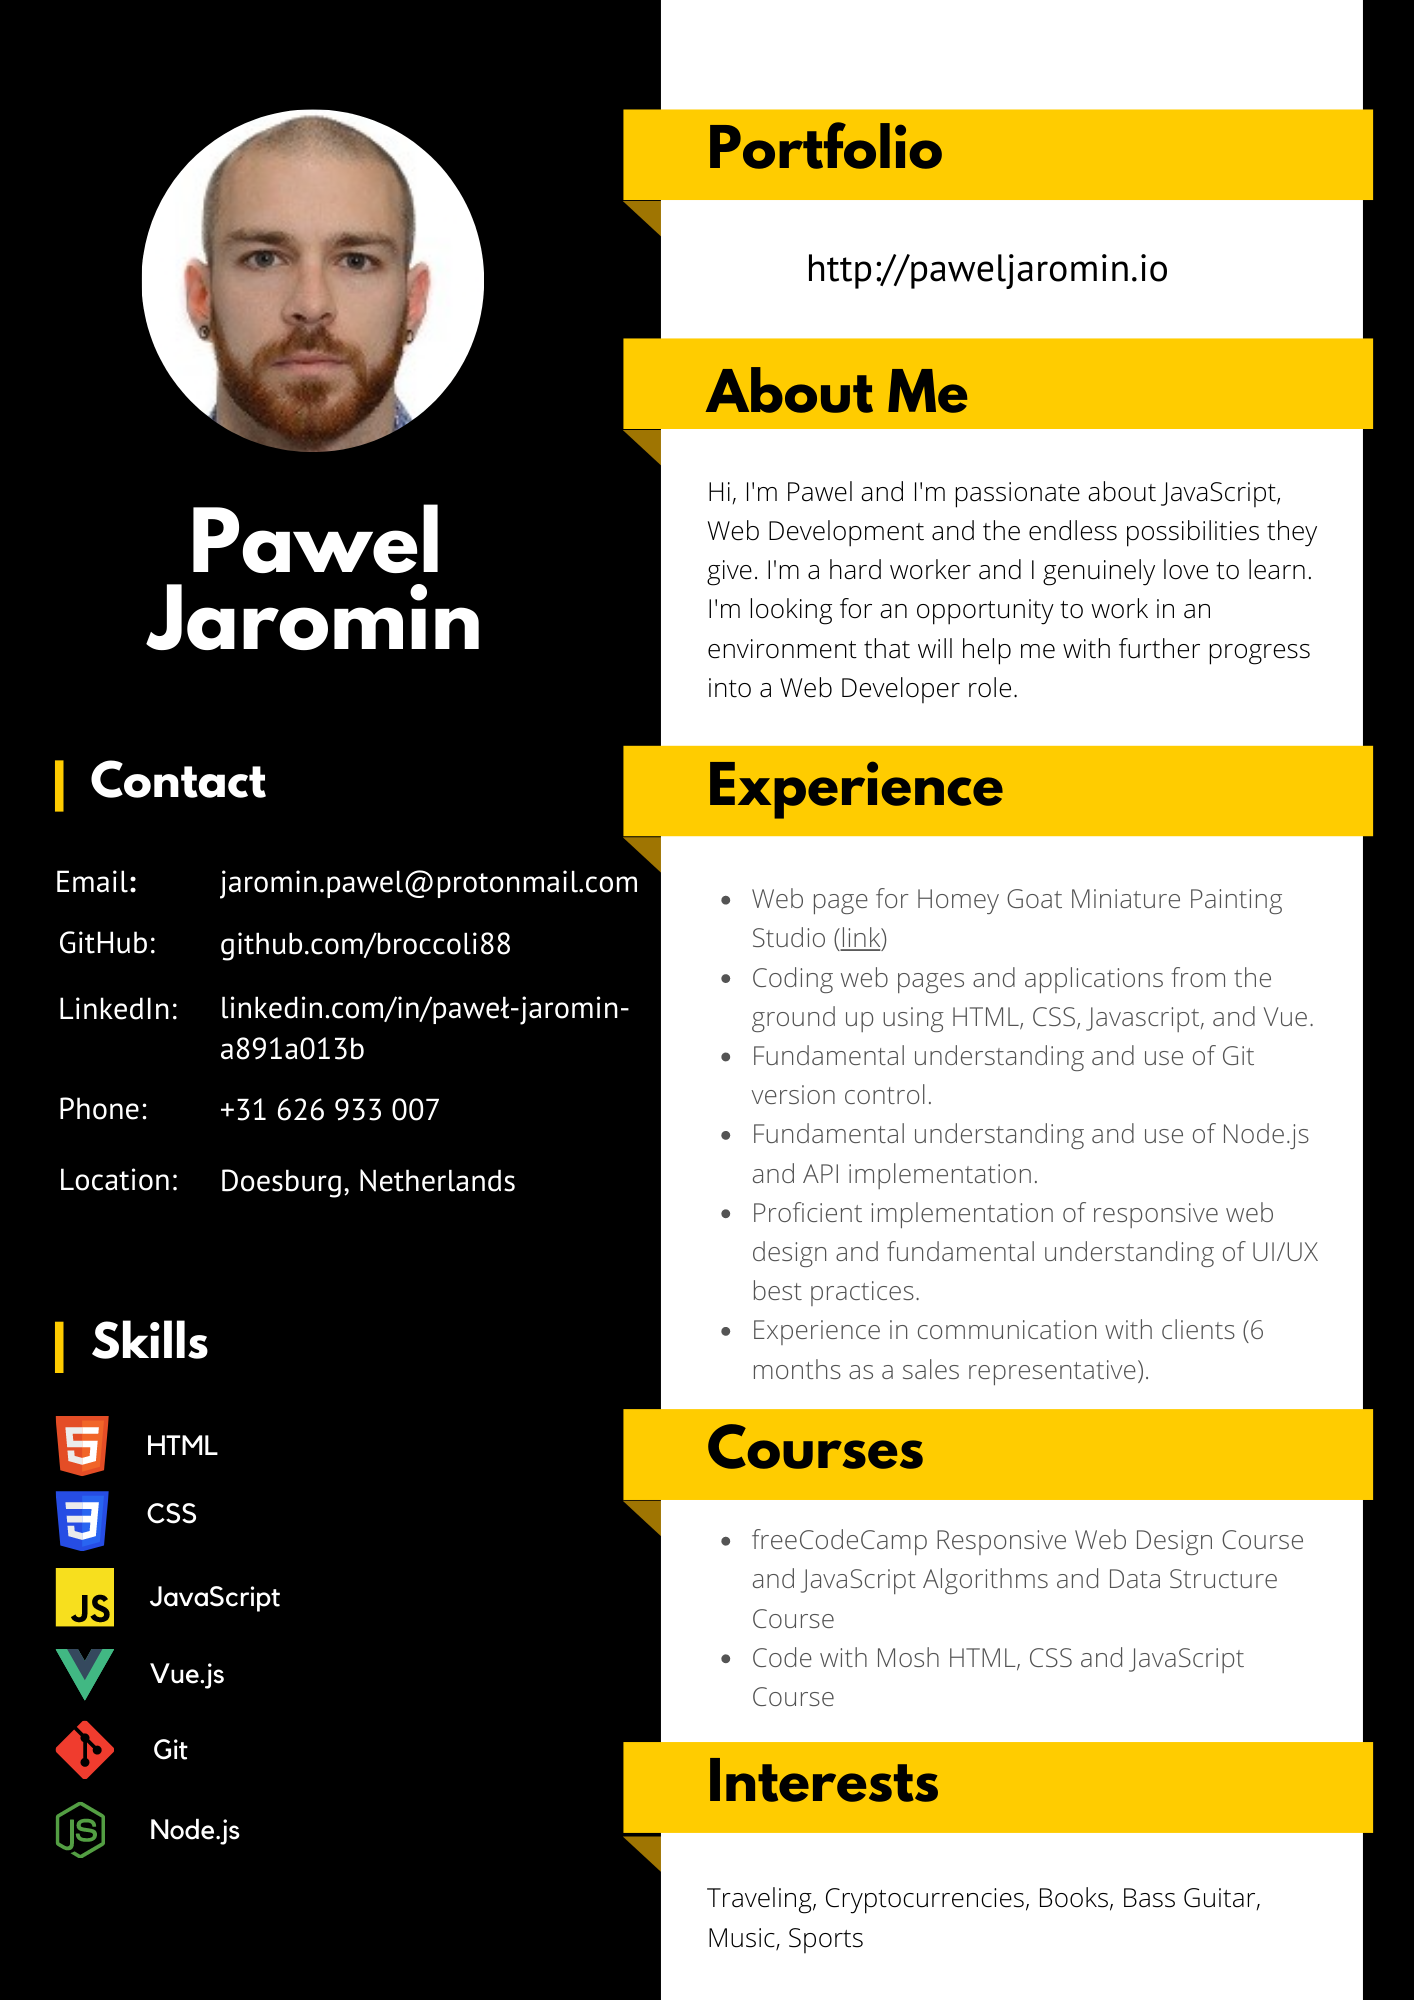 Pawel
Jaromin
Contact
Email: jaromin.pawel@protonmail.com
GitHub: github.com/broccoli88
LinkedIn: linkedin.com/in/paweł-jaromin-
a891a013b
Phone: +31 626 933 007
Location: Doesburg, Netherlands
Skills
HTML
CSS
JS JavaScript
Vue.js
Git
JS Node.js
Portfolio
http://paweljaromin.io
About Me
Hi, I'm Pawel and I'm passionate about JavaScript,
Web Development and the endless possibilities they
give. I'm a hard worker and I genuinely love to learn.
I'm looking for an opportunity to work in an
environment that will help me with further progress
into a Web Developer role.
Experience
• Web page for Homey Goat Miniature Painting
Studio (link)
• Coding web pages and applications from the
ground up using HTML, CSS, Javascript, and Vue.
• Fundamental understanding and use of Git
version control.
• Fundamental understanding and use of Node.js
and API implementation.
• Proficient implementation of responsive web
design and fundamental understanding of UI/UX
best practices.
• Experience in communication with clients (6
months as a sales representative).
Courses
• freeCodeCamp Responsive Web Design Course
and JavaScript Algorithms and Data Structure
Course
• Code with Mosh HTML, CSS and JavaScript
Course
Interests
Traveling, Cryptocurrencies, Books, Bass Guitar,
Music, Sports